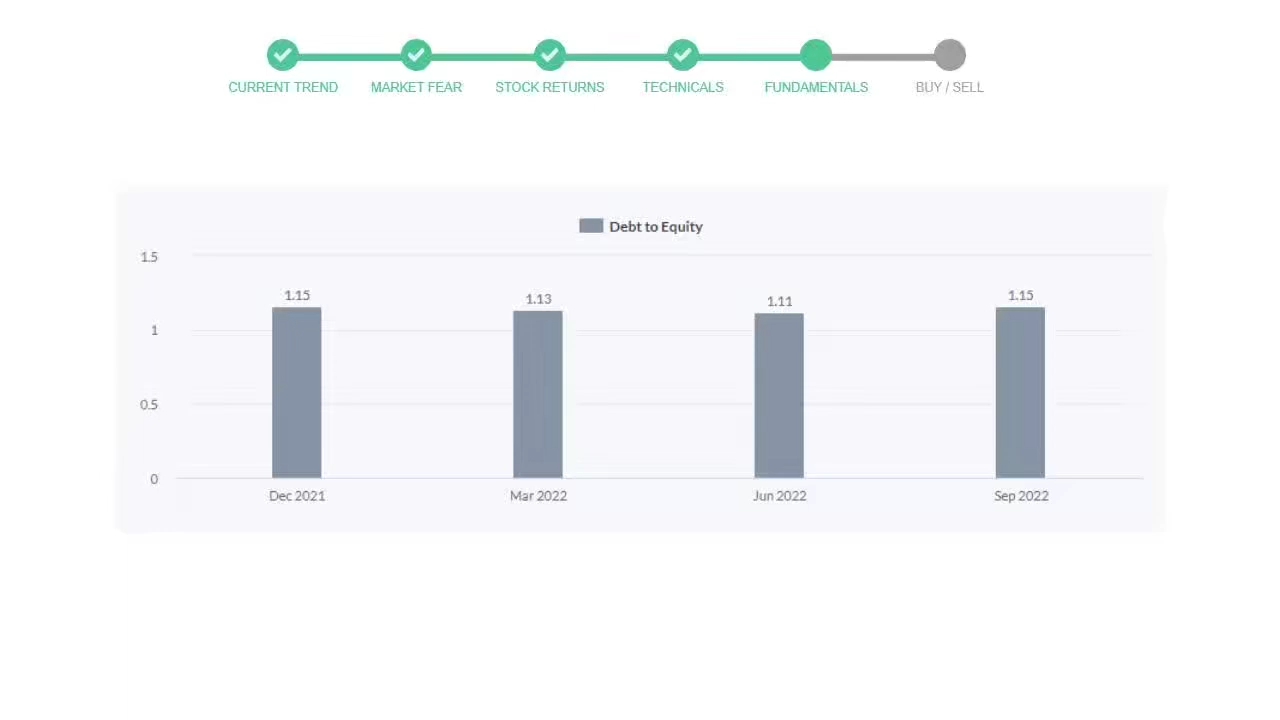 CURRENT TREND MARKET FEAR STOCK RETURNS TECHNICALS FUNDAMENTALS BUY / SELL
Debt to Equity
1.5
1.15 1.13 1.11 1.15
1
0.5
0
Dec 2021 Mar 2022 Jun 2022 Sep 2022